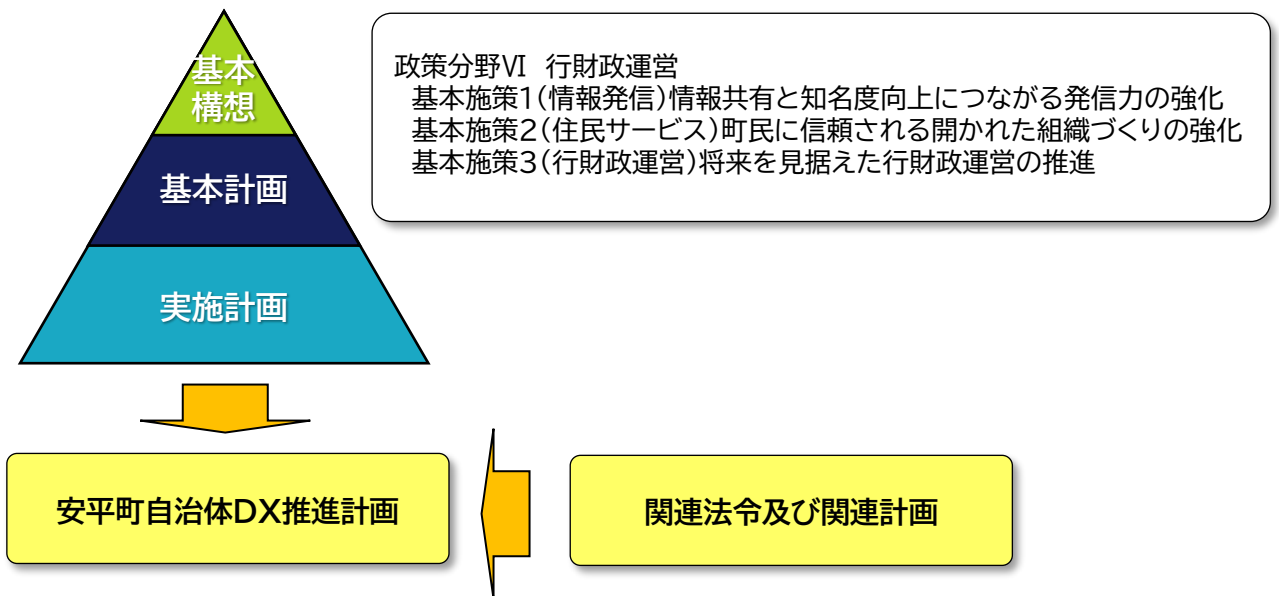 基本
構想
基本計画
実施計画
政策分野Ⅵ 行財政運営
基本施策1(情報発信)情報共有と知名度向上につながる発信力の強化
基本施策2(住民サービス)町民に信頼される開かれた組織づくりの強化
基本施策3(行財政運営)将来を見据えた行財政運営の推進
安平町自治体DX推進計画
関連法令及び関連計画